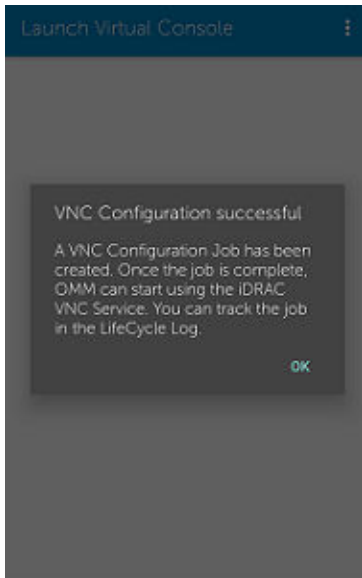 Launch Virtual Console
VNC Configuration successful
A VNC Configuration Job has been
created. Once the job is complete,
OMM can start using the iDRAC
VNC Service. You can track the job
in the LifeCycle Log.
OK